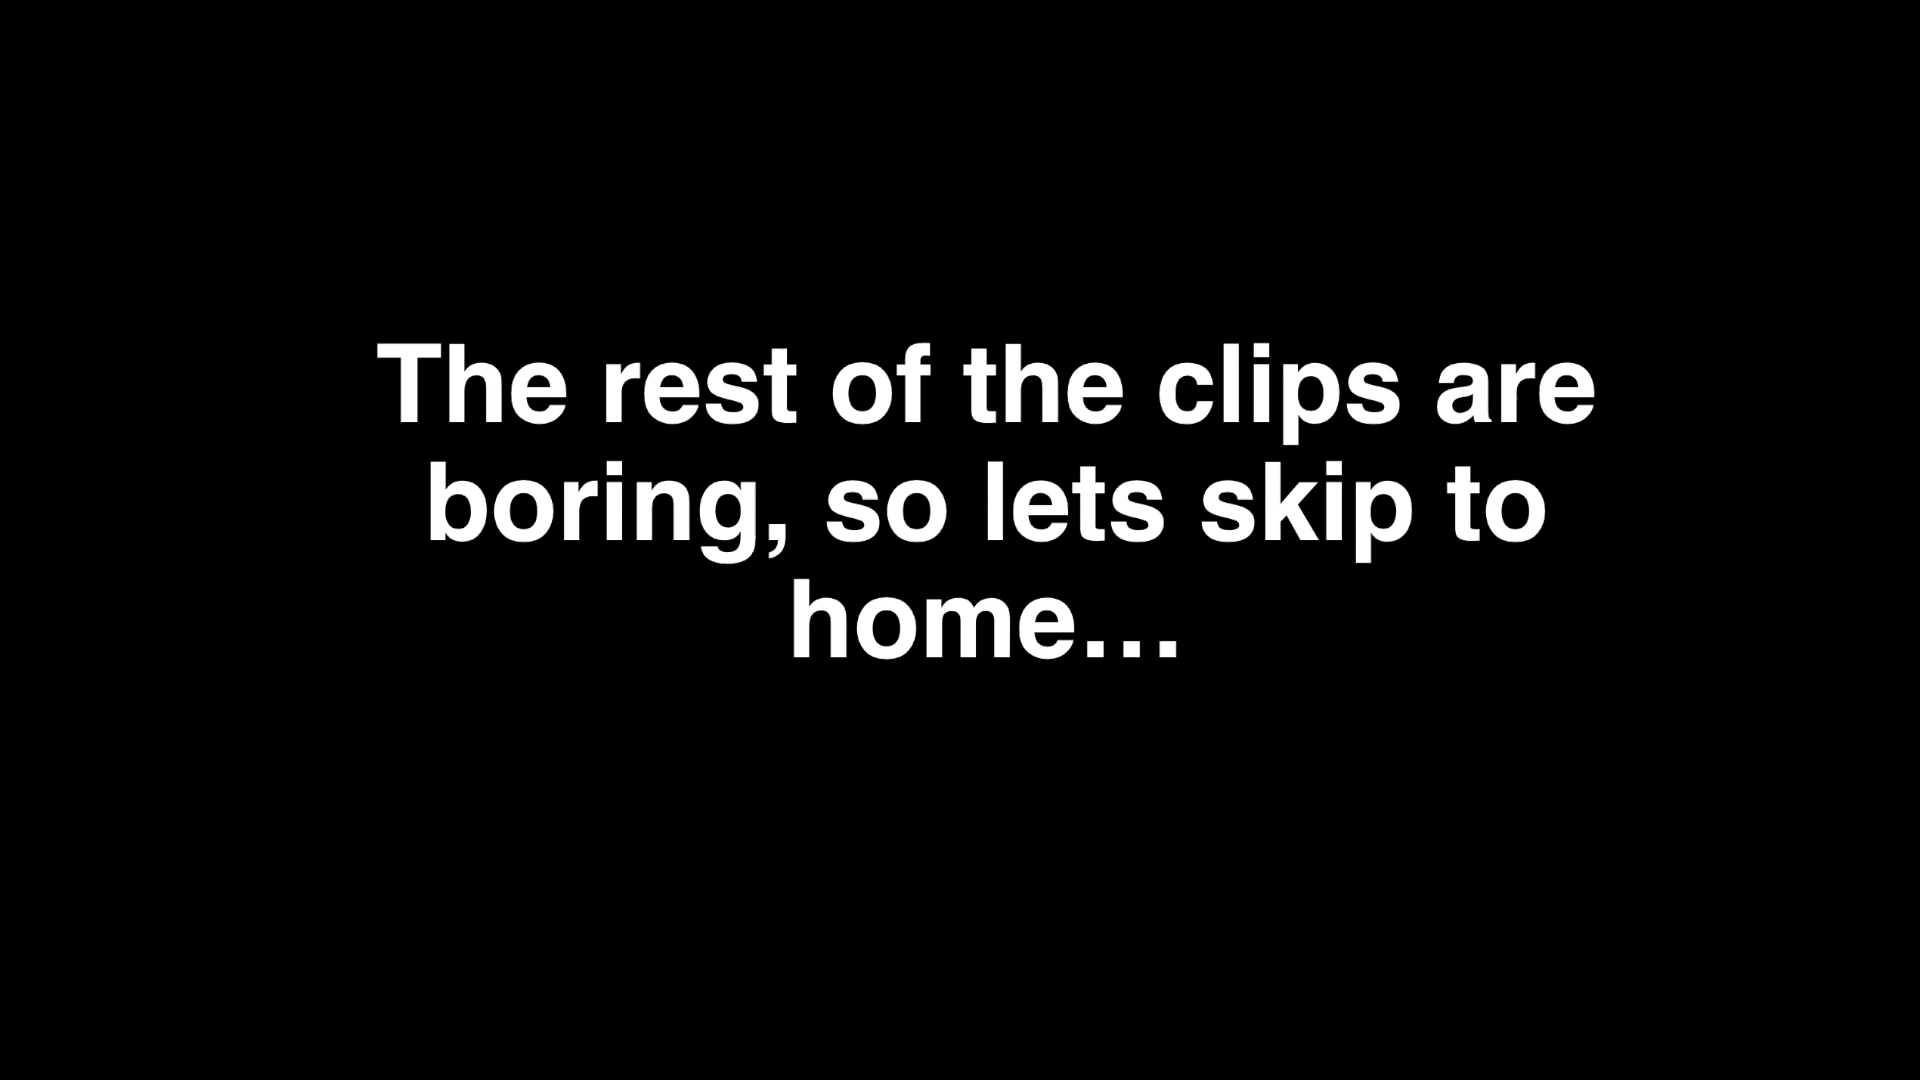 The rest of the clips are
boring, so lets skip to
home…